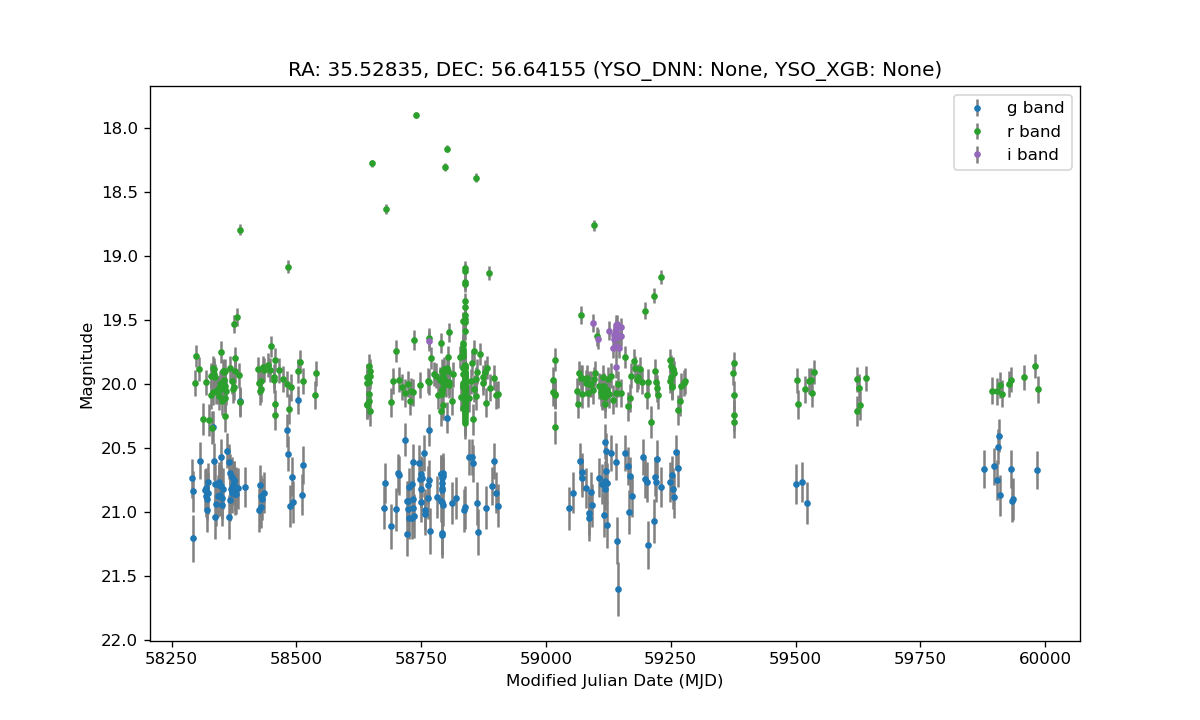 RA: 35.52835, DEC: 56.64155 (YSO_DNN: None, YSO_XGB: None)
g band
r band
i band
18.0
18.5
19.0
19.5
20.0
20.5
21.0
21.5
22.0
Magnitude
58250
58500
58750
59000
59250
59500
59750
60000
Modified Julian Date (MJD)